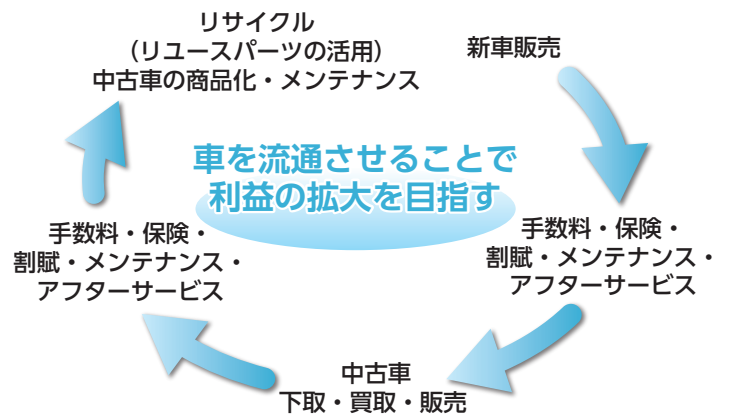 リサイクル
（リユースパーツの活用）
中古車の商品化・メンテナンス
新車販売
車を流通させることで
利益の拡大を目指す
手数料・保険・
割賦・メンテナンス・
アフターサービス
中古車
下取・買取・販売
手数料・保険・
割賦・メンテナンス・
アフターサービス